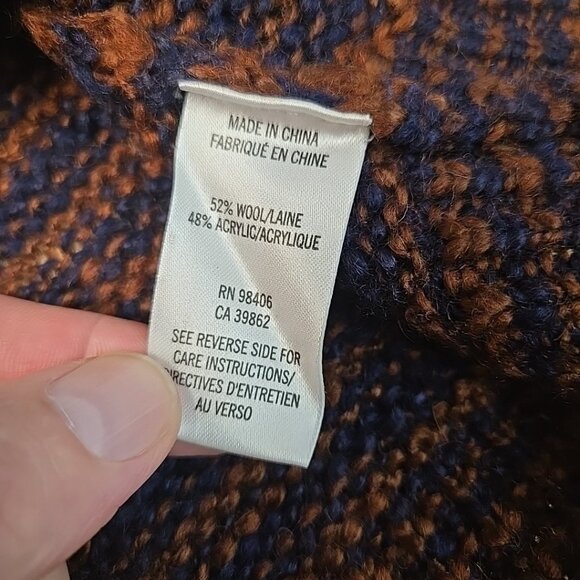 MADE IN CHINA
FABRIQUÉ EN CHINE
52% WOOL/LAINE
48% ACRYLIC/ACRYLIQUE
RN 98406
CA 39862
SEE REVERSE SIDE FOR
CARE INSTRUCTIONS/
DIRECTIVES D'ENTRETIEN
AU VERSO